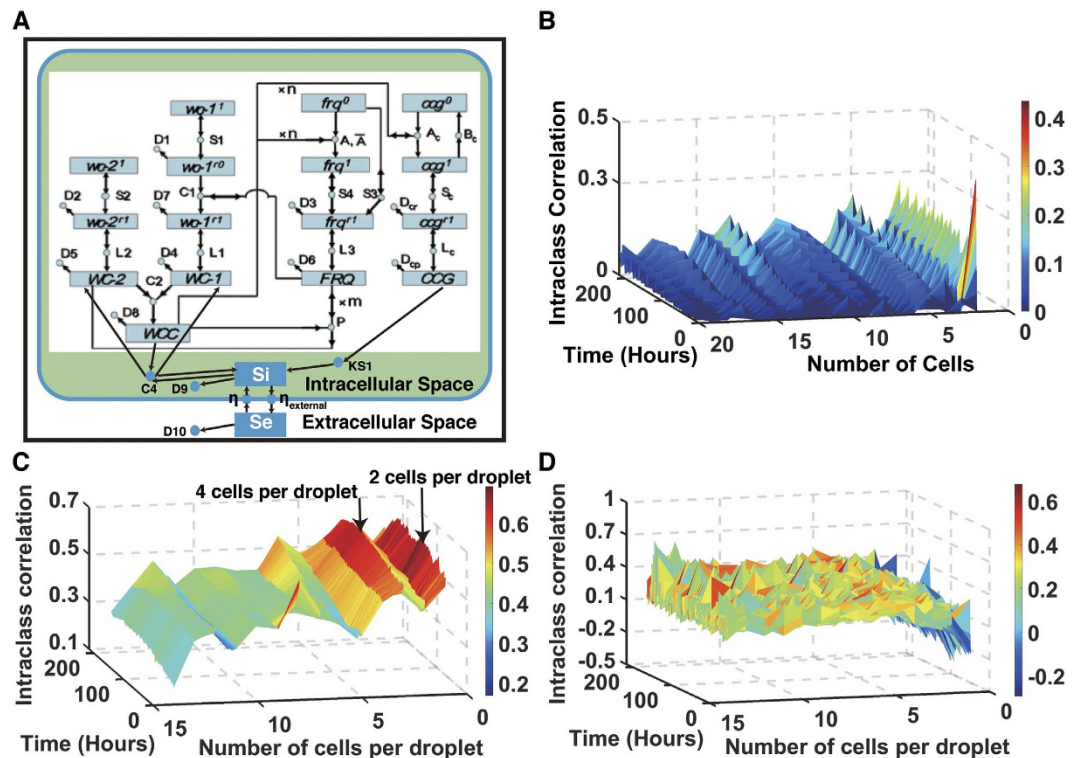 A
wc-1¹
wc-2¹
D1
S1
wc-1ʳ⁰
D2
S2
D7
C1
wc-2ʳ¹
wc-1ʳ¹
D5
L2
D4
L1
WC-2
C2
WC-1
D8
WCC
×n
×n
frq⁰
A, A̅
frq¹
S4
S3
D3
frqʳ¹
D6
L3
FRQ
×m
P
ccg⁰
A_c
B_c
ccg¹
S_c
D_cr
ccgʳ¹
D_cp
L_c
CCG
C4
D9
Si
KS1
Intracellular Space
η
η_external
D10
Se
Extracellular Space
B
Intraclass Correlation
0.5
0.3
0
200
100
0
Time (Hours)
20
15
10
5
0
Number of Cells
0.4
0.3
0.2
0.1
0
C
4 cells per droplet
2 cells per droplet
Intraclass correlation
0.7
0.5
0.3
0.1
200
100
0
Time (Hours)
15
10
5
0
Number of cells per droplet
0.6
0.5
0.4
0.3
0.2
D
Intraclass correlation
1
0.7
0.4
0.1
-0.2
-0.5
200
100
0
Time (Hours)
15
10
5
0
Number of cells per droplet
0.6
0.4
0.2
0
-0.2